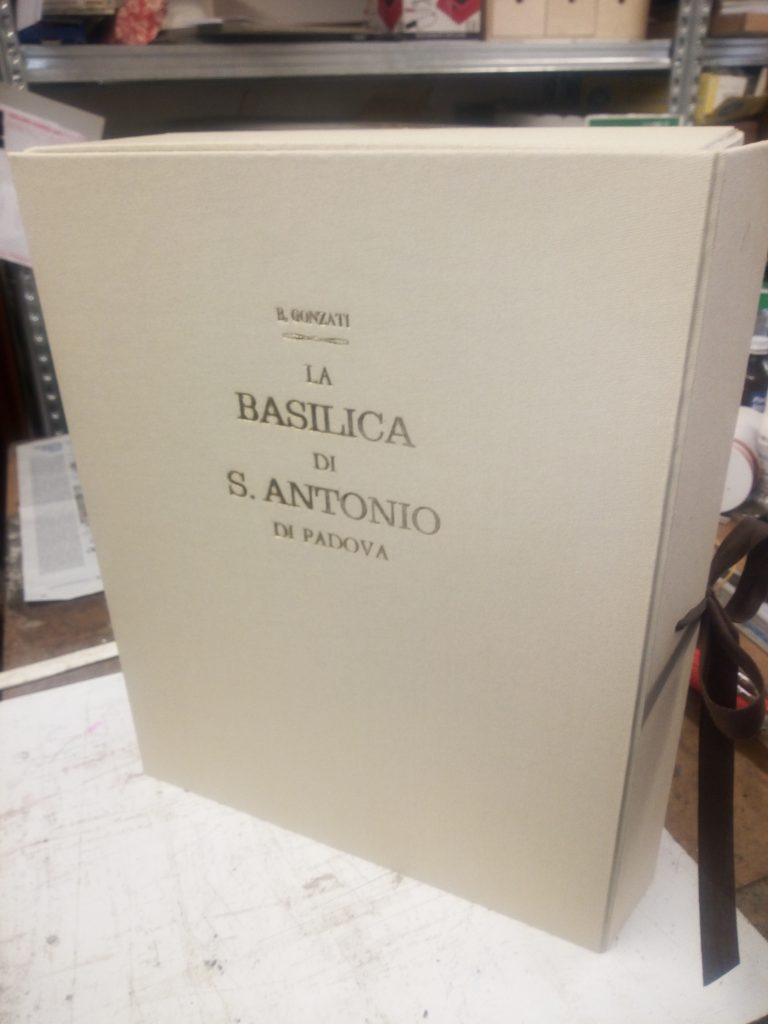 B. GONZATI
LA
BASILICA
DI
S. ANTONIO
DI PADOVA